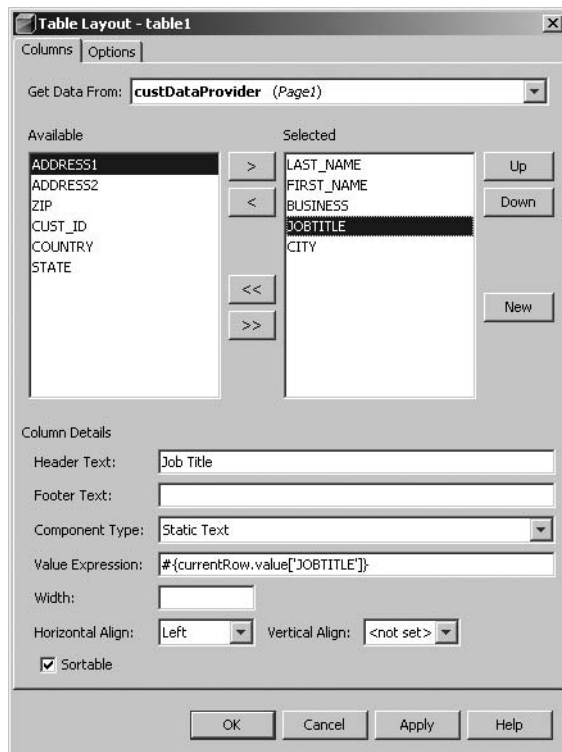 Table Layout - table1
Columns Options
Get Data From: custDataProvider (Page1)
Available
Selected
ADDRESS1
ADDRESS2
ZIP
CUST_ID
COUNTRY
STATE
>
<
<<
>>
LAST_NAME
FIRST_NAME
BUSINESS
JOBTITLE
CITY
Up
Down
New
Column Details
Header Text: Job Title
Footer Text:
Component Type: Static Text
Value Expression: #{currentRow.value['JOBTITLE']}
Width:
Horizontal Align: Left Vertical Align: <not set>
Sortable
OK Cancel Apply Help